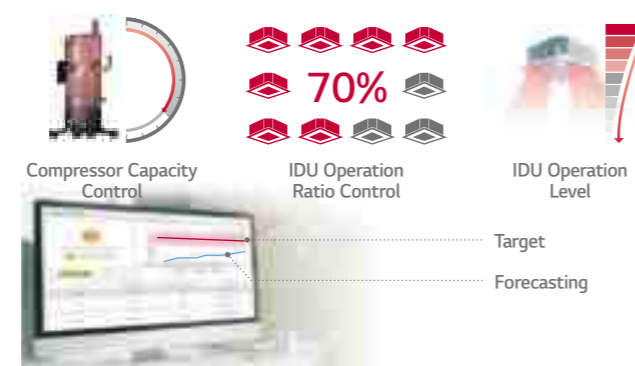 70%
Compressor Capacity
Control
IDU Operation
Ratio Control
IDU Operation
Level
Target
Forecasting